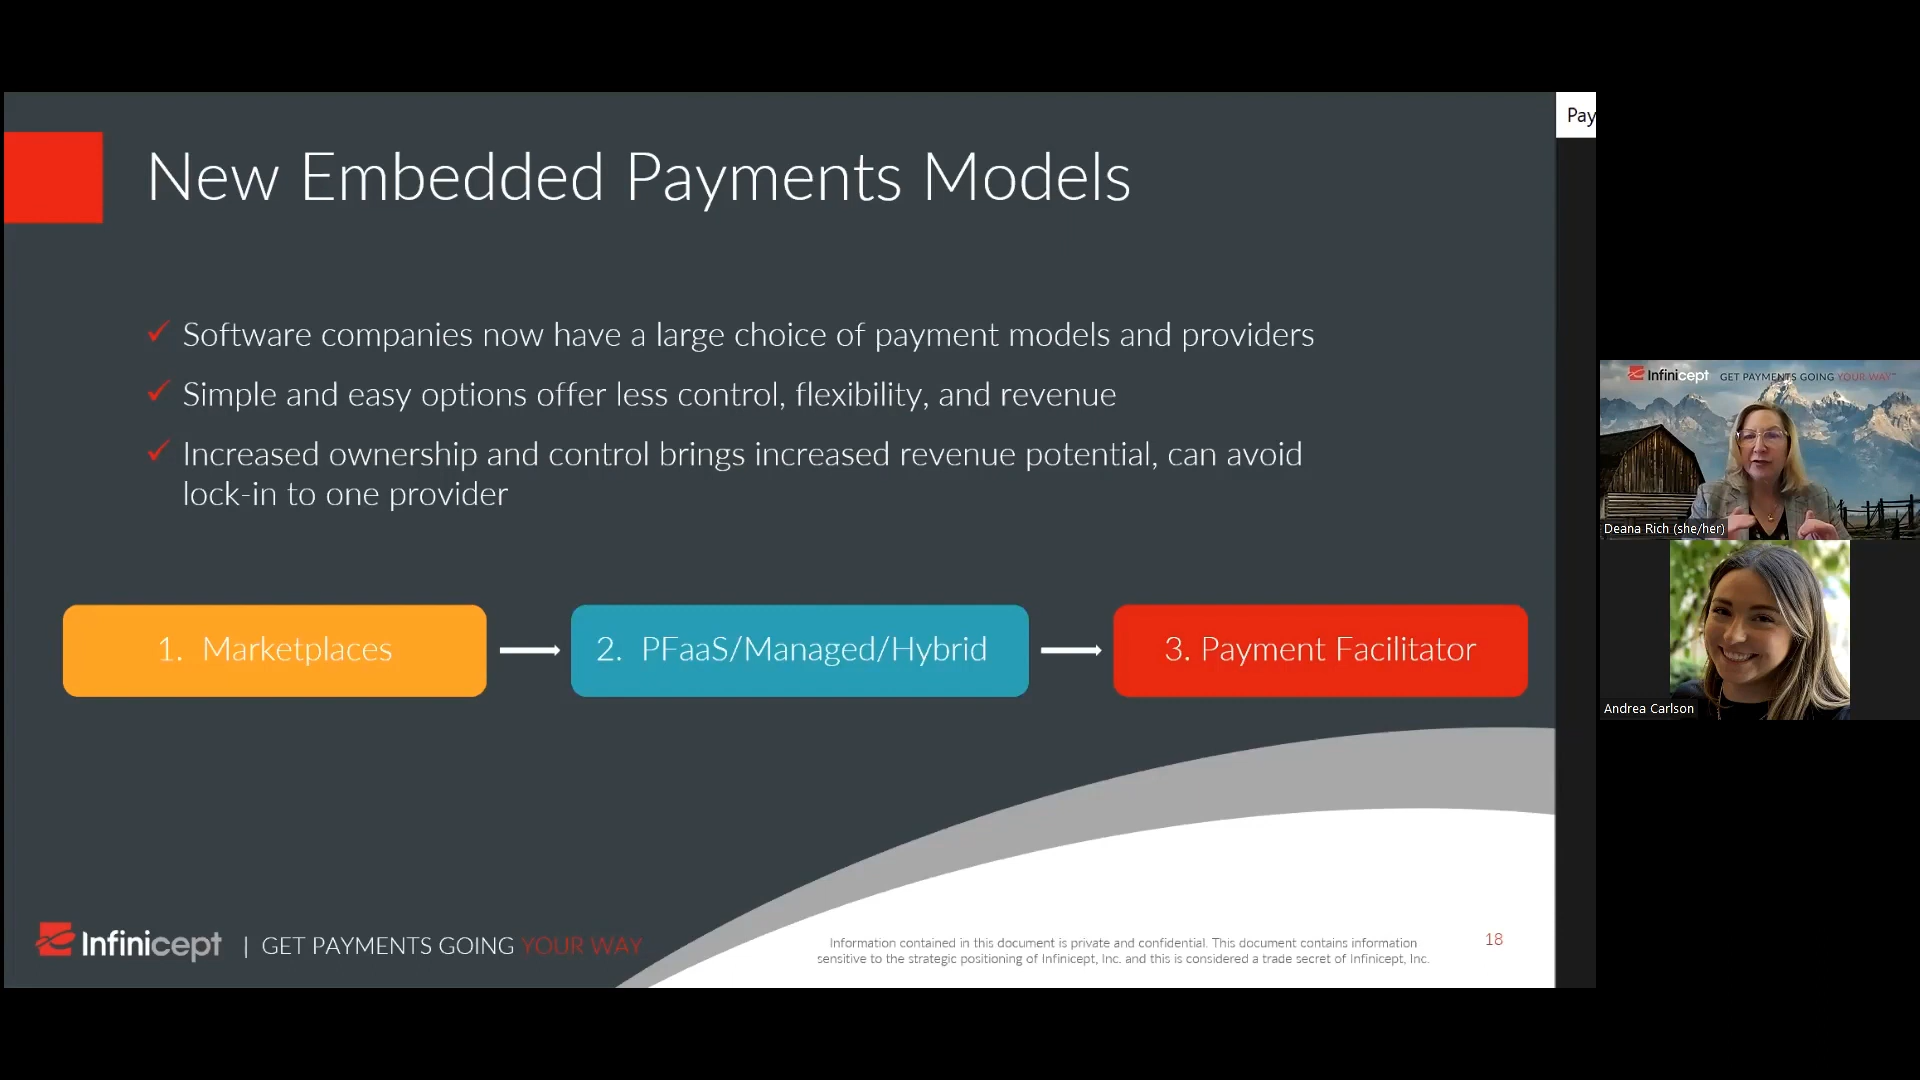 Pay
New Embedded Payments Models
Software companies now have a large choice of payment models and providers
Simple and easy options offer less control, flexibility, and revenue
Increased ownership and control brings increased revenue potential, can avoid
lock-in to one provider
1. Marketplaces
2. PFaaS/Managed/Hybrid
3. Payment Facilitator
Infinicept | GET PAYMENTS GOING YOUR WAY
Information contained in this document is private and confidential. This document contains information
sensitive to the strategic positioning of Infinicept, Inc. and this is considered a trade secret of Infinicept, Inc.
18
Infinicept GET PAYMENTS GOING YOUR WAY™
Deana Rich (she/her)
Andrea Carlson